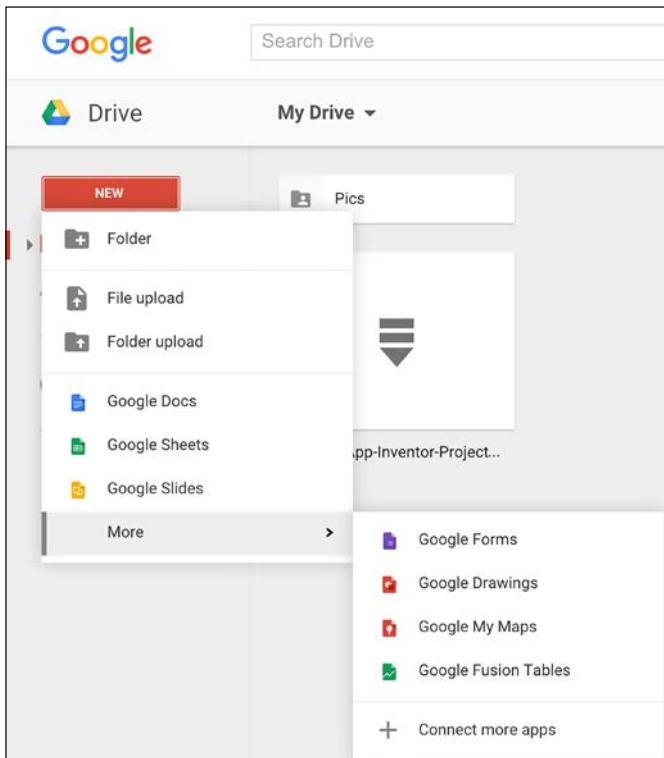 Google
Search Drive
Drive
My Drive
NEW
Pics
Folder
File upload
Folder upload
Google Docs
Google Sheets
Google Slides
More
pp-Inventor-Project...
Google Forms
Google Drawings
Google My Maps
Google Fusion Tables
Connect more apps